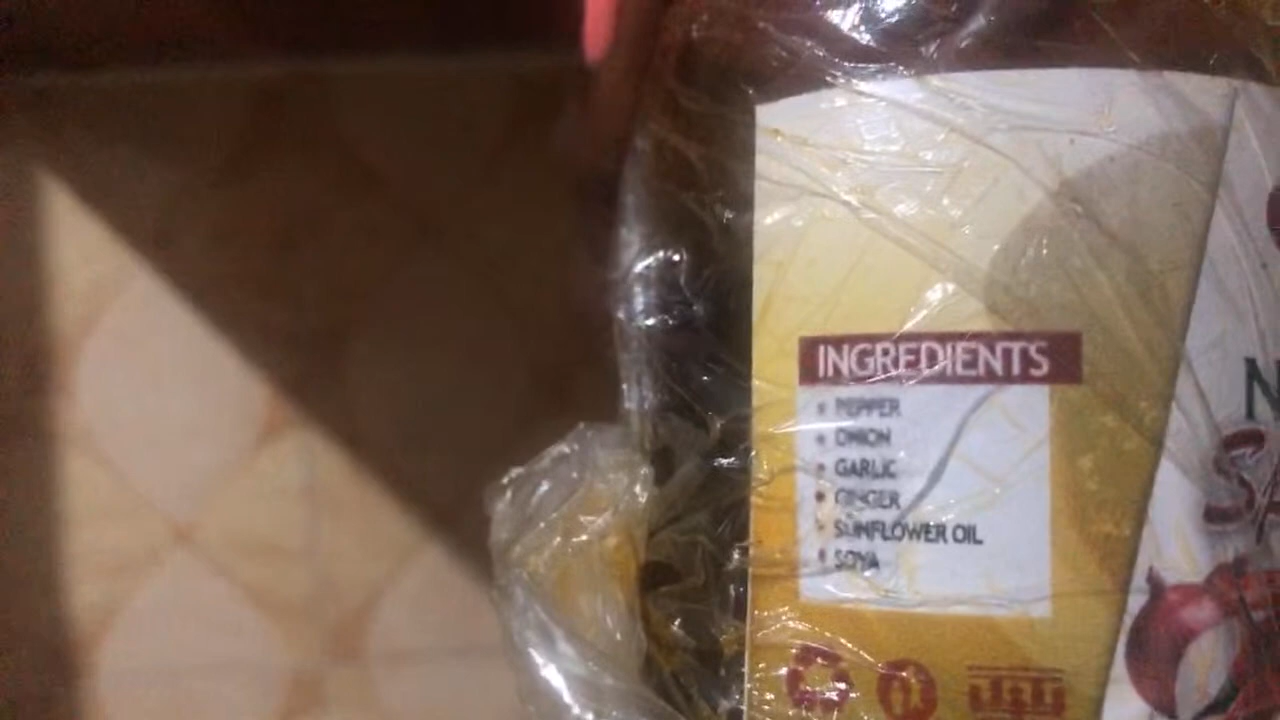 INGREDIENTS
PEPPER
ONION
GARLIC
GINGER
SUNFLOWER OIL
SOYA